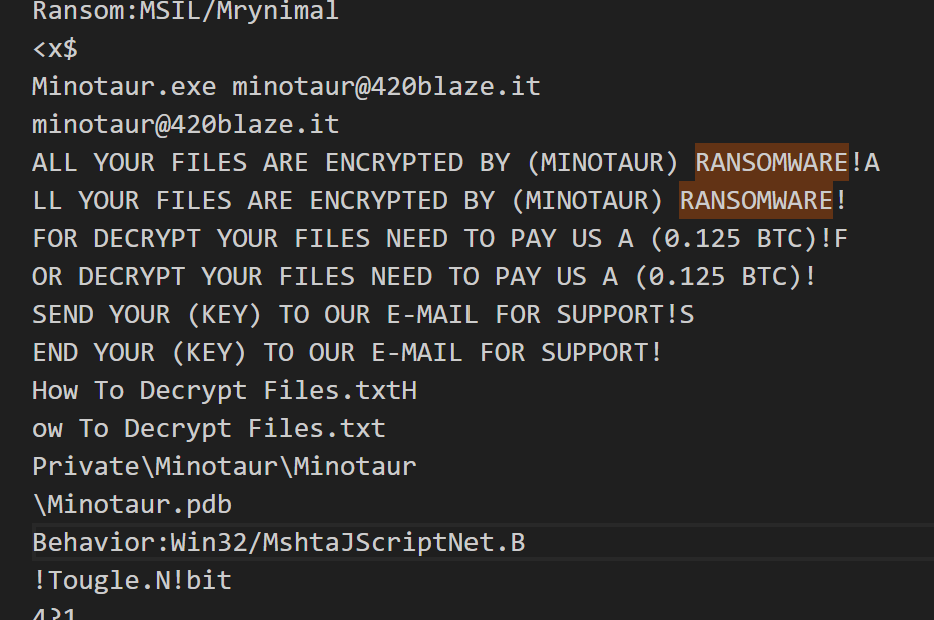 Ransom:MSIL/Mrynimal
<x$
Minotaur.exe minotaur@420blaze.it
minotaur@420blaze.it
ALL YOUR FILES ARE ENCRYPTED BY (MINOTAUR) RANSOMWARE!A
LL YOUR FILES ARE ENCRYPTED BY (MINOTAUR) RANSOMWARE!
FOR DECRYPT YOUR FILES NEED TO PAY US A (0.125 BTC)!F
OR DECRYPT YOUR FILES NEED TO PAY US A (0.125 BTC)!
SEND YOUR (KEY) TO OUR E-MAIL FOR SUPPORT!S
END YOUR (KEY) TO OUR E-MAIL FOR SUPPORT!
How To Decrypt Files.txtH
ow To Decrypt Files.txt
Private\Minotaur\Minotaur
\Minotaur.pdb
Behavior:Win32/MshtaJScriptNet.B
!Tougle.N!bit